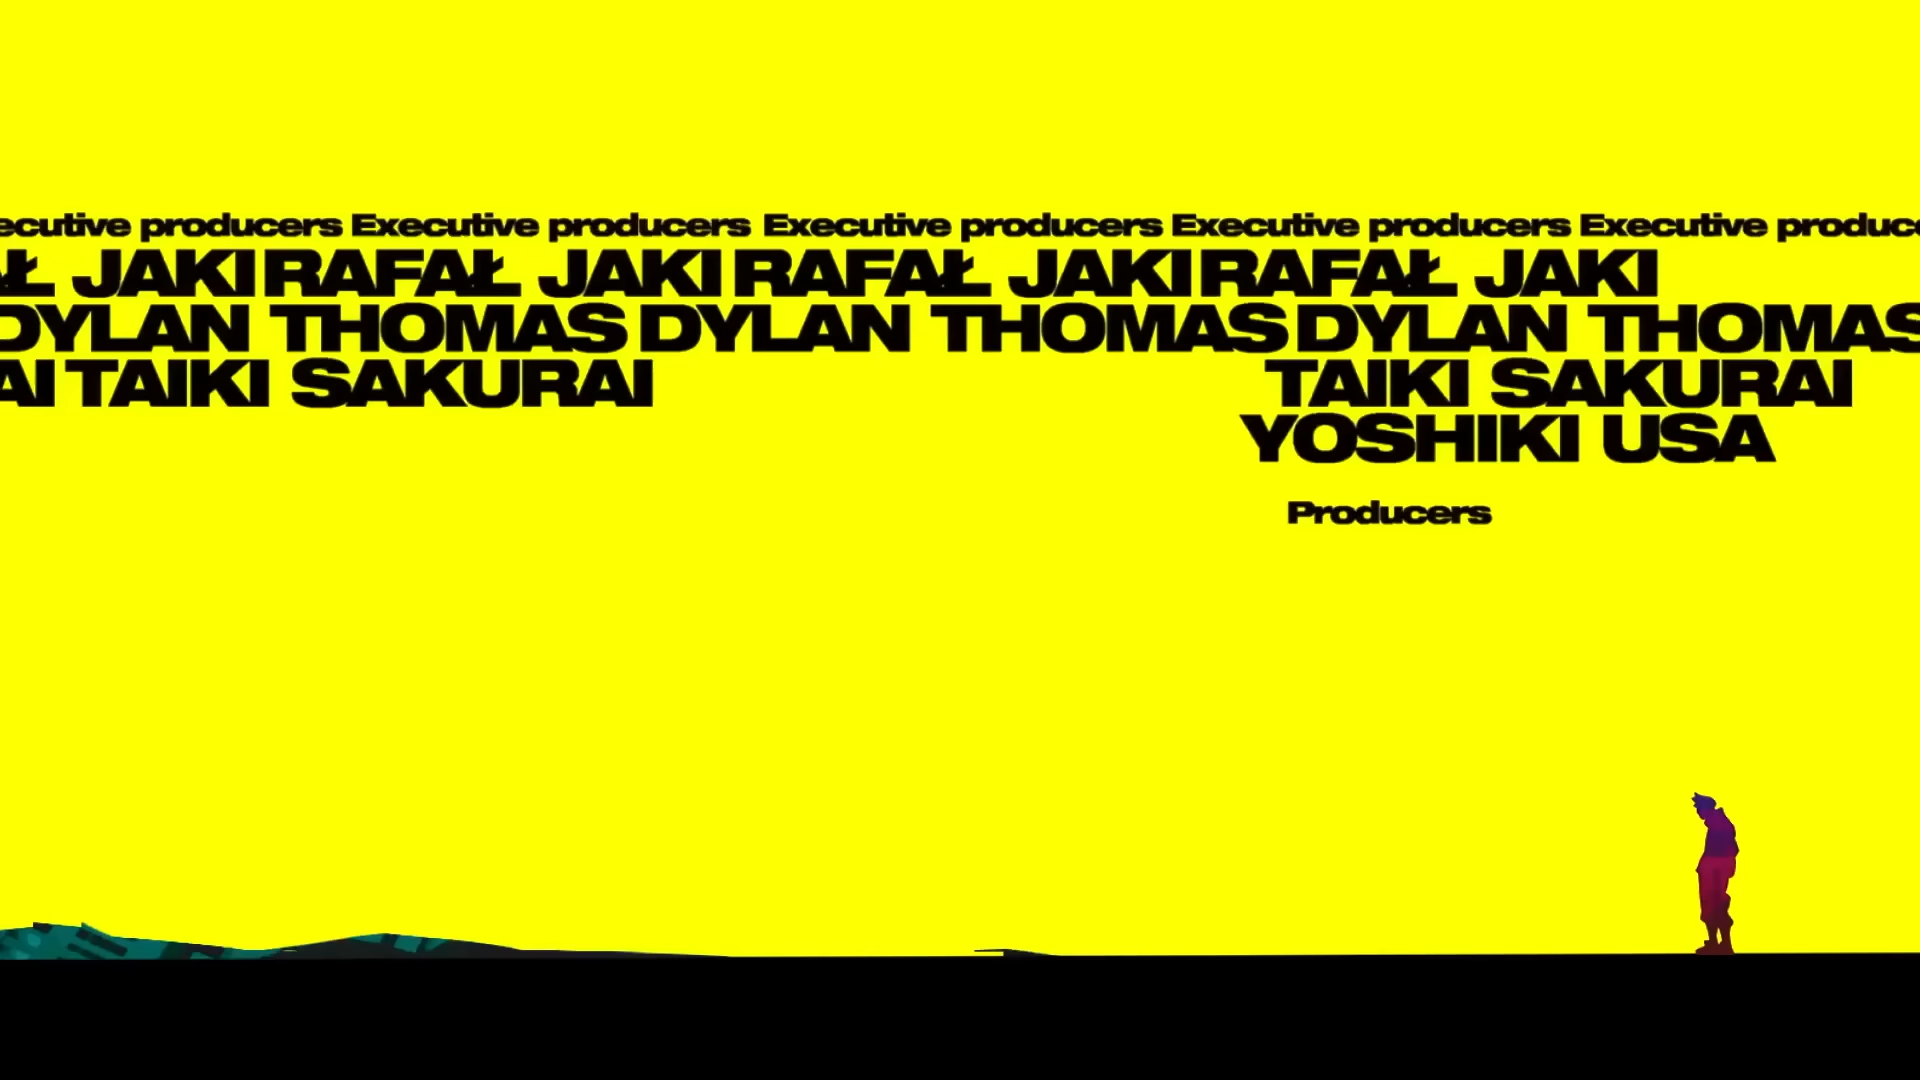 ecutive producers Executive producers Executive producers Executive producers Executive produc
Ł JAKI RAFAŁ JAKI RAFAŁ JAKI RAFAŁ JAKI
DYLAN THOMAS DYLAN THOMAS DYLAN THOMAS
AI TAIKI SAKURAI TAIKI SAKURAI
YOSHIKI USA
Producers